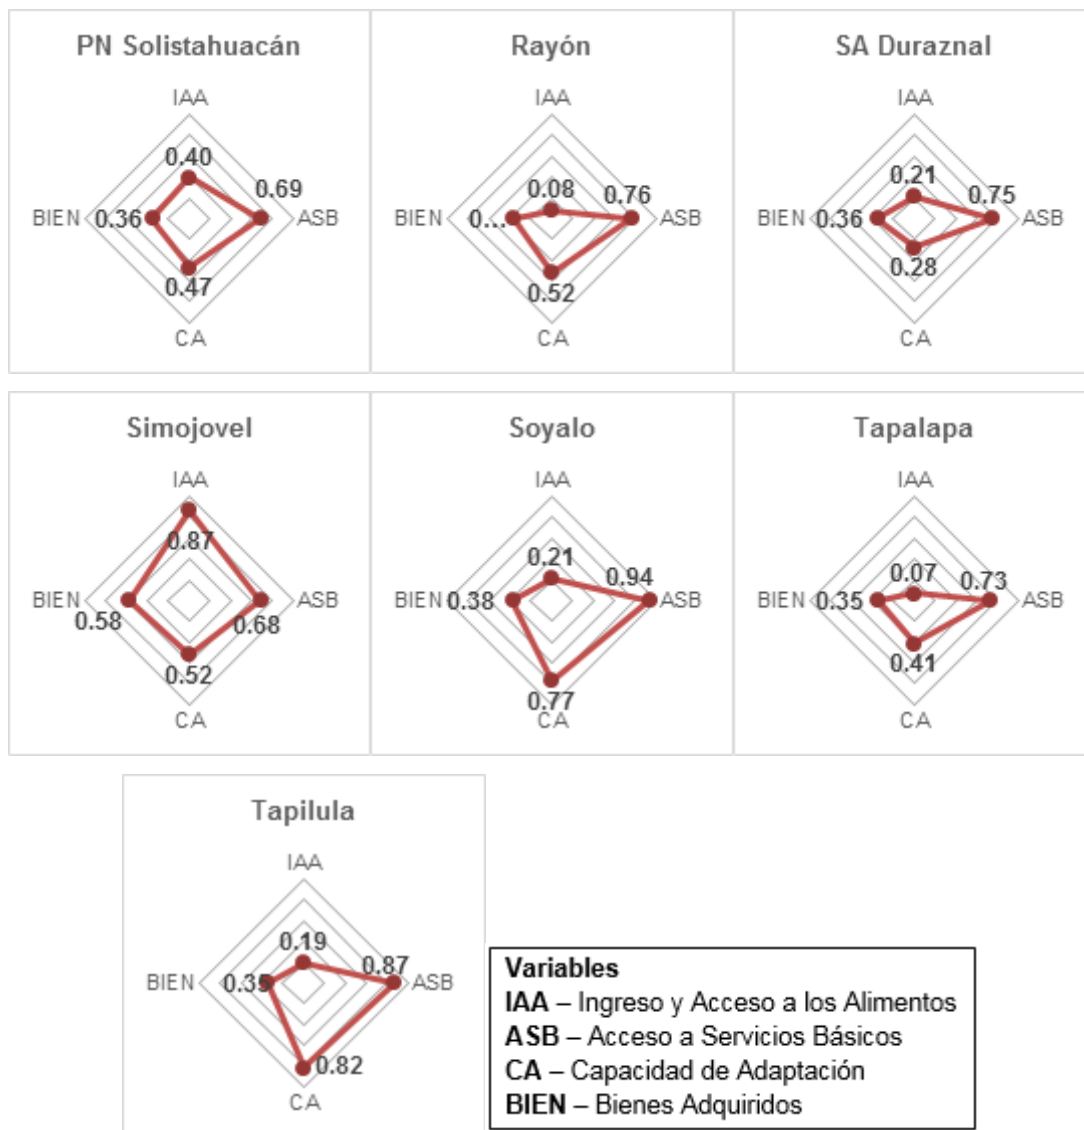 PN Solistahuacán
IAA
0.40
0.69
BIEN
0.36
ASB
0.47
CA
Rayón
IAA
0.08
0.76
BIEN
0...
ASB
0.52
CA
SA Duraznal
IAA
0.21
0.75
BIEN
0.36
ASB
0.28
CA
Simojovel
IAA
0.87
BIEN
ASB
0.58
0.68
0.52
CA
Soyalo
IAA
0.21
0.94
BIEN
0.38
ASB
0.77
CA
Tapalapa
IAA
0.07
0.73
BIEN
0.35
ASB
0.41
CA
Tapilula
IAA
0.19
0.87
BIEN
0.35
ASB
0.82
CA
Variables
IAA – Ingreso y Acceso a los Alimentos
ASB – Acceso a Servicios Básicos
CA – Capacidad de Adaptación
BIEN – Bienes Adquiridos